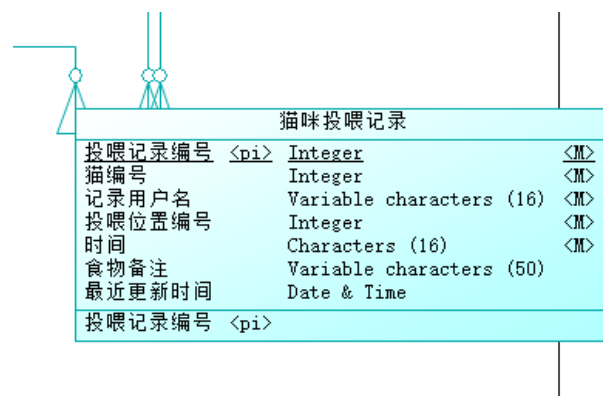 猫咪投喂记录
投喂记录编号 <pi> Integer <M>
猫编号 Integer <M>
记录用户名 Variable characters (16) <M>
投喂位置编号 Integer <M>
时间 Characters (16) <M>
食物备注 Variable characters (50)
最近更新时间 Date & Time
投喂记录编号 <pi>